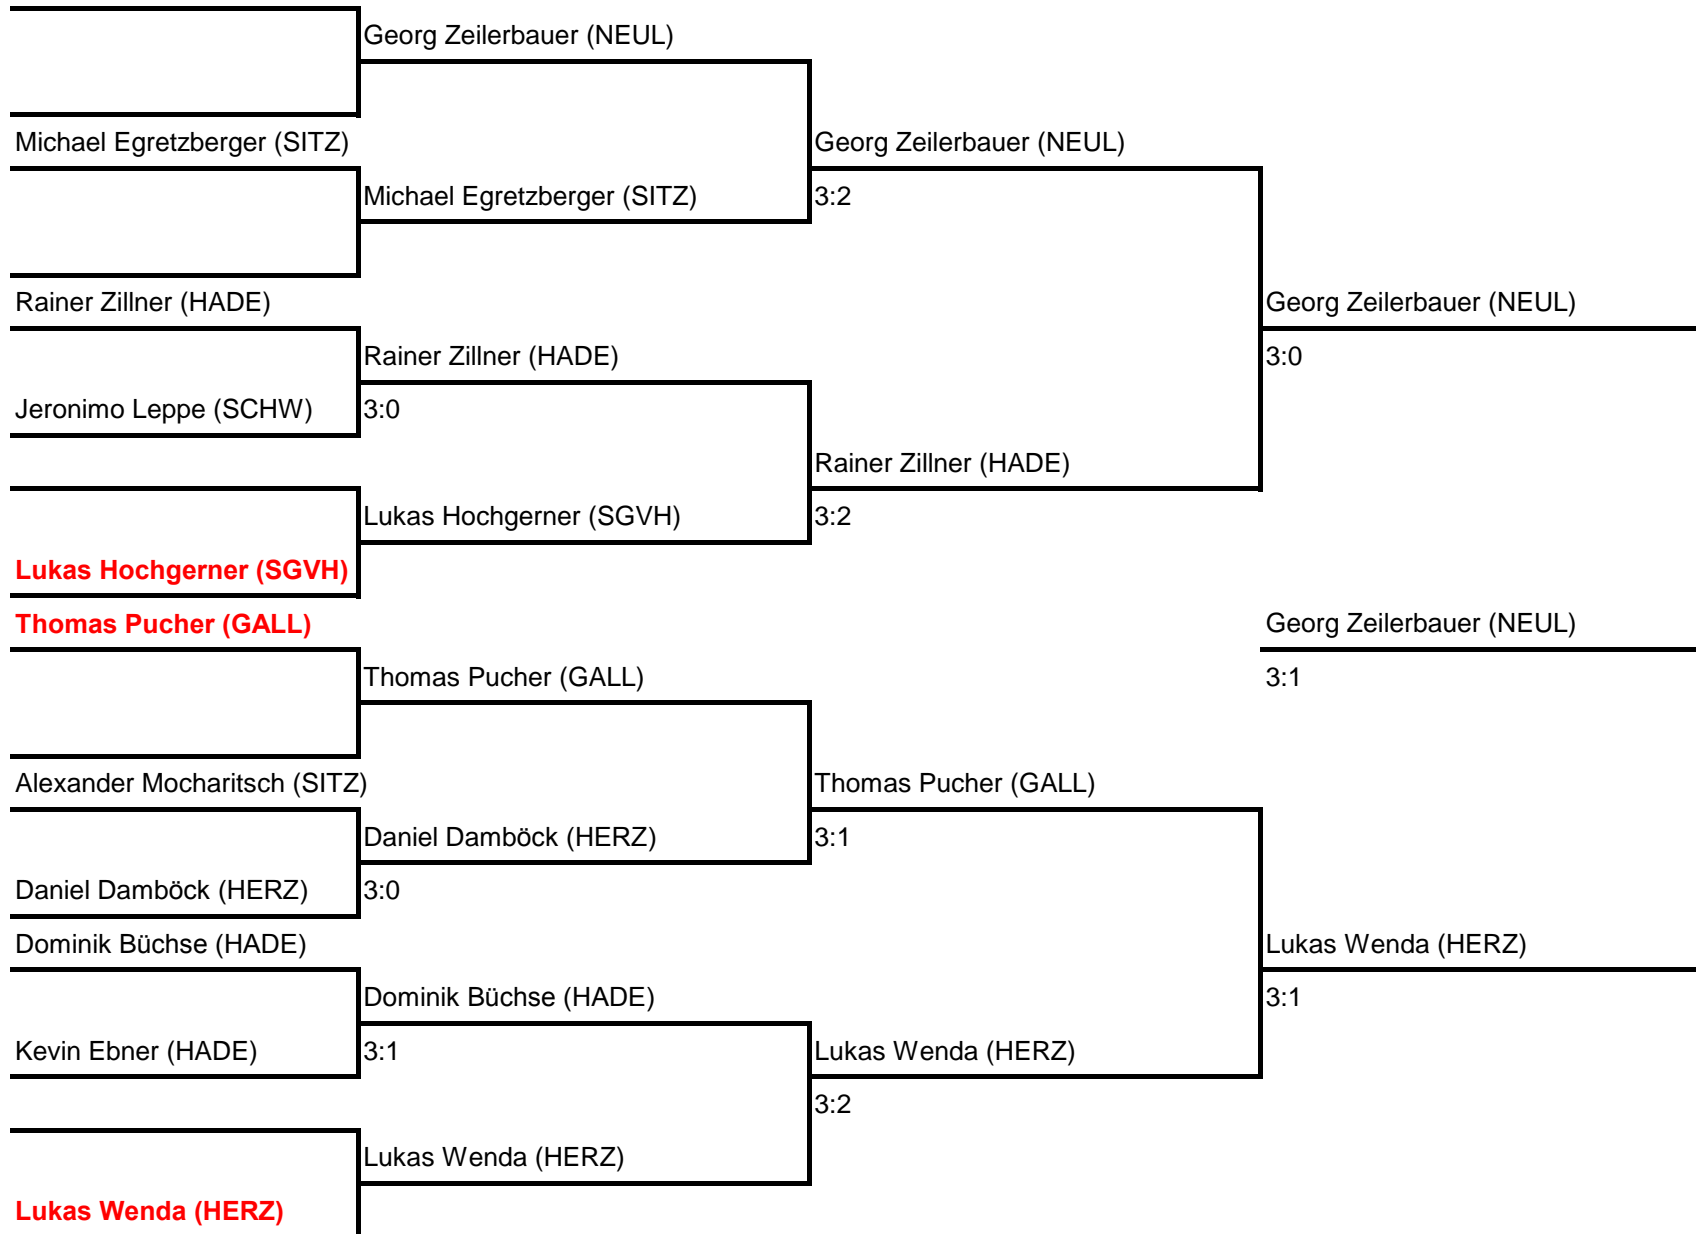 Georg Zeilerbauer (NEUL)
Michael Egretzberger (SITZ)
Georg Zeilerbauer (NEUL)
Michael Egretzberger (SITZ)
3:2
Rainer Zillner (HADE)
Georg Zeilerbauer (NEUL)
Rainer Zillner (HADE)
3:0
Jeronimo Leppe (SCHW)
3:0
Rainer Zillner (HADE)
Lukas Hochgerner (SGVH)
3:2
Lukas Hochgerner (SGVH)
Thomas Pucher (GALL)
Georg Zeilerbauer (NEUL)
Thomas Pucher (GALL)
3:1
Alexander Mocharitsch (SITZ)
Thomas Pucher (GALL)
Daniel Damböck (HERZ)
3:1
Daniel Damböck (HERZ)
3:0
Dominik Büchse (HADE)
Lukas Wenda (HERZ)
Dominik Büchse (HADE)
3:1
Kevin Ebner (HADE)
3:1
Lukas Wenda (HERZ)
3:2
Lukas Wenda (HERZ)
Lukas Wenda (HERZ)